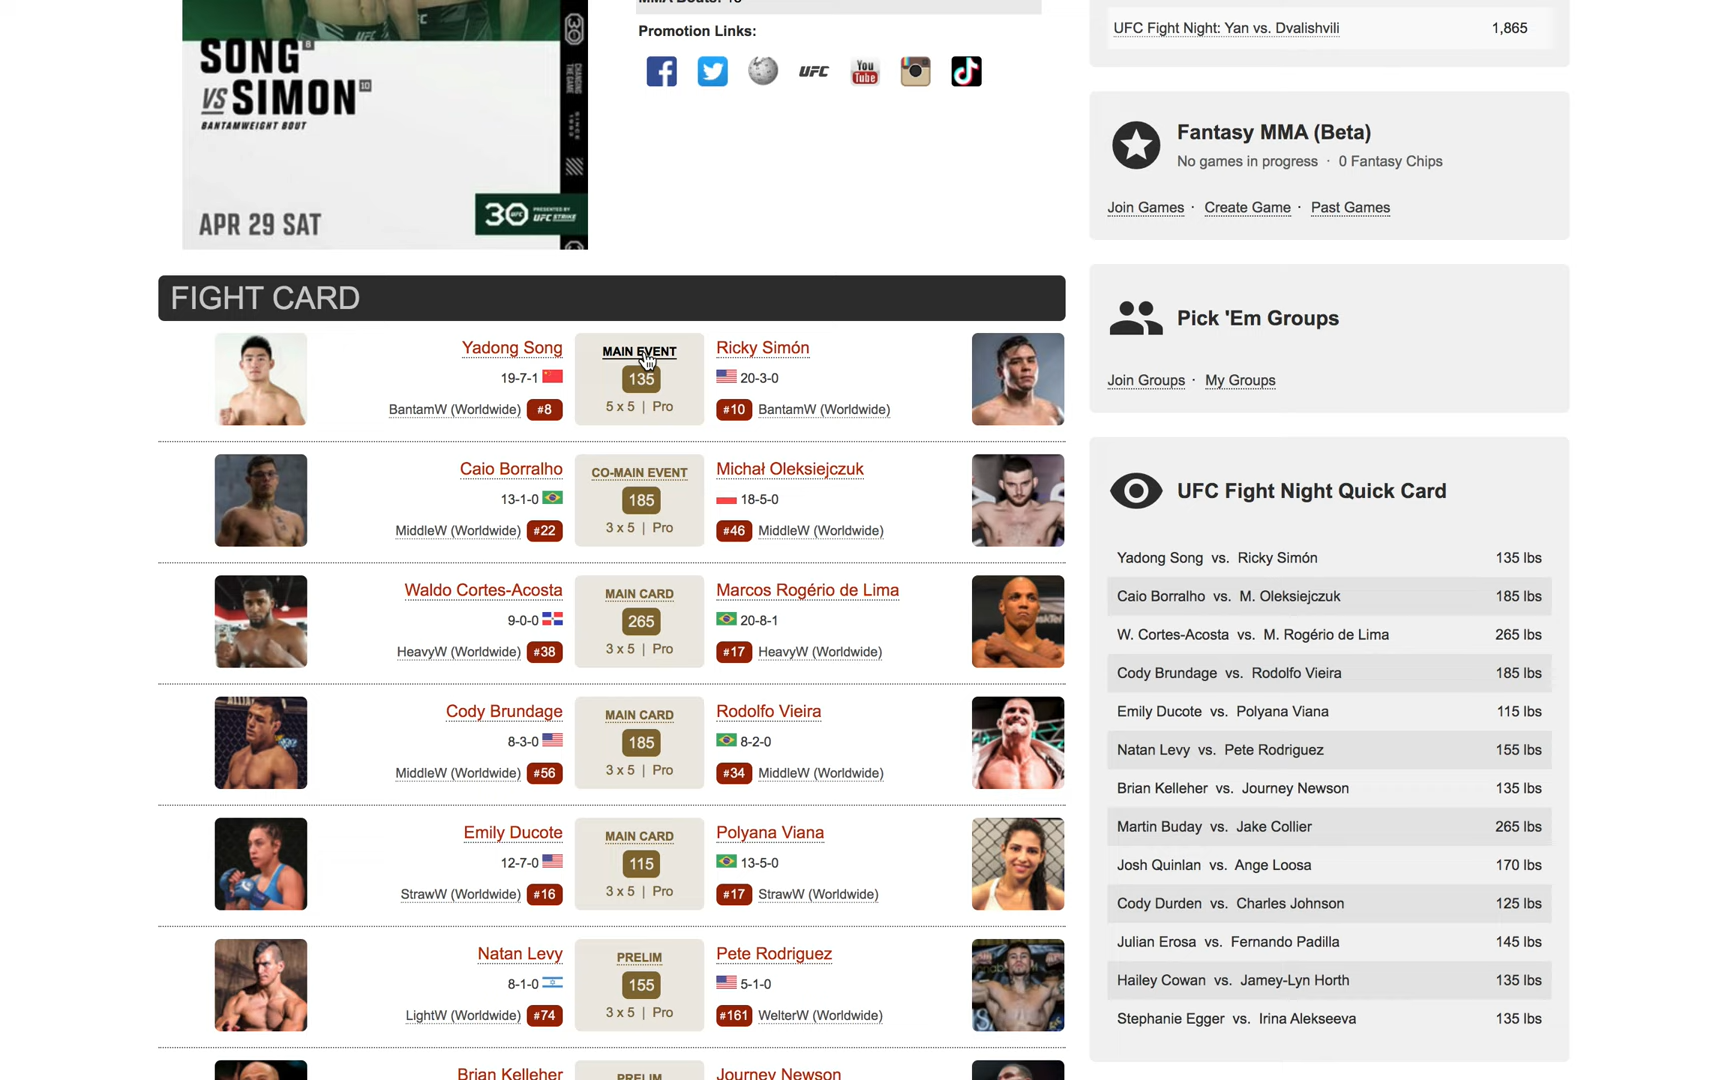 SONG 8
VS SIMON 10
BANTAMWEIGHT BOUT
APR 29 SAT
30 PRESENTED BY
UFC STRIKE
30
CHANGING
THE GAME
SINCE
Promotion Links:
UFC
You
Tube
UFC Fight Night: Yan vs. Dvalishvili 1,865
Fantasy MMA (Beta)
No games in progress · 0 Fantasy Chips
Join Games · Create Game · Past Games
Pick 'Em Groups
Join Groups · My Groups
FIGHT CARD
Yadong Song MAIN EVENT Ricky Simón
19-7-1 135 20-3-0
BantamW (Worldwide) #8 5 x 5 | Pro #10 BantamW (Worldwide)
Caio Borralho CO-MAIN EVENT Michał Oleksiejczuk
13-1-0 185 18-5-0
MiddleW (Worldwide) #22 3 x 5 | Pro #46 MiddleW (Worldwide)
Waldo Cortes-Acosta MAIN CARD Marcos Rogério de Lima
9-0-0 265 20-8-1
HeavyW (Worldwide) #38 3 x 5 | Pro #17 HeavyW (Worldwide)
Cody Brundage MAIN CARD Rodolfo Vieira
8-3-0 185 8-2-0
MiddleW (Worldwide) #56 3 x 5 | Pro #34 MiddleW (Worldwide)
Emily Ducote MAIN CARD Polyana Viana
12-7-0 115 13-5-0
StrawW (Worldwide) #16 3 x 5 | Pro #17 StrawW (Worldwide)
Natan Levy PRELIM Pete Rodriguez
8-1-0 155 5-1-0
LightW (Worldwide) #74 3 x 5 | Pro #161 WelterW (Worldwide)
Brian Kelleher PRELIM Journey Newson
UFC Fight Night Quick Card
Yadong Song vs. Ricky Simón 135 lbs
Caio Borralho vs. M. Oleksiejczuk 185 lbs
W. Cortes-Acosta vs. M. Rogério de Lima 265 lbs
Cody Brundage vs. Rodolfo Vieira 185 lbs
Emily Ducote vs. Polyana Viana 115 lbs
Natan Levy vs. Pete Rodriguez 155 lbs
Brian Kelleher vs. Journey Newson 135 lbs
Martin Buday vs. Jake Collier 265 lbs
Josh Quinlan vs. Ange Loosa 170 lbs
Cody Durden vs. Charles Johnson 125 lbs
Julian Erosa vs. Fernando Padilla 145 lbs
Hailey Cowan vs. Jamey-Lyn Horth 135 lbs
Stephanie Egger vs. Irina Alekseeva 135 lbs